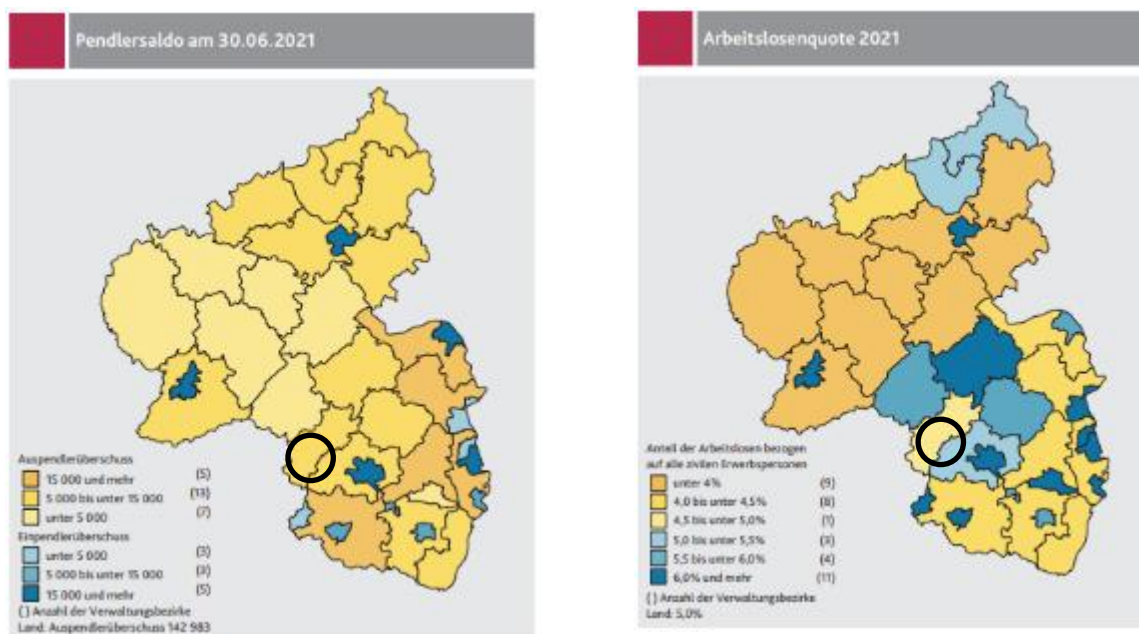 Pendlersaldo am 30.06.2021
Auspendlerüberschuss
15 000 und mehr (5)
5 000 bis unter 15 000 (13)
unter 5 000 (7)
Einpendlerüberschuss
unter 5 000 (3)
5 000 bis unter 15 000 (3)
15 000 und mehr (5)
( ) Anzahl der Verwaltungsbezirke
Land: Auspendlerüberschuss 142 983
Arbeitslosenquote 2021
Anteil der Arbeitslosen bezogen
auf alle zivilen Erwerbspersonen
unter 4% (9)
4,0 bis unter 4,5% (8)
4,5 bis unter 5,0% (1)
5,0 bis unter 5,5% (3)
5,5 bis unter 6,0% (4)
6,0% und mehr (11)
( ) Anzahl der Verwaltungsbezirke
Land: 5,0%